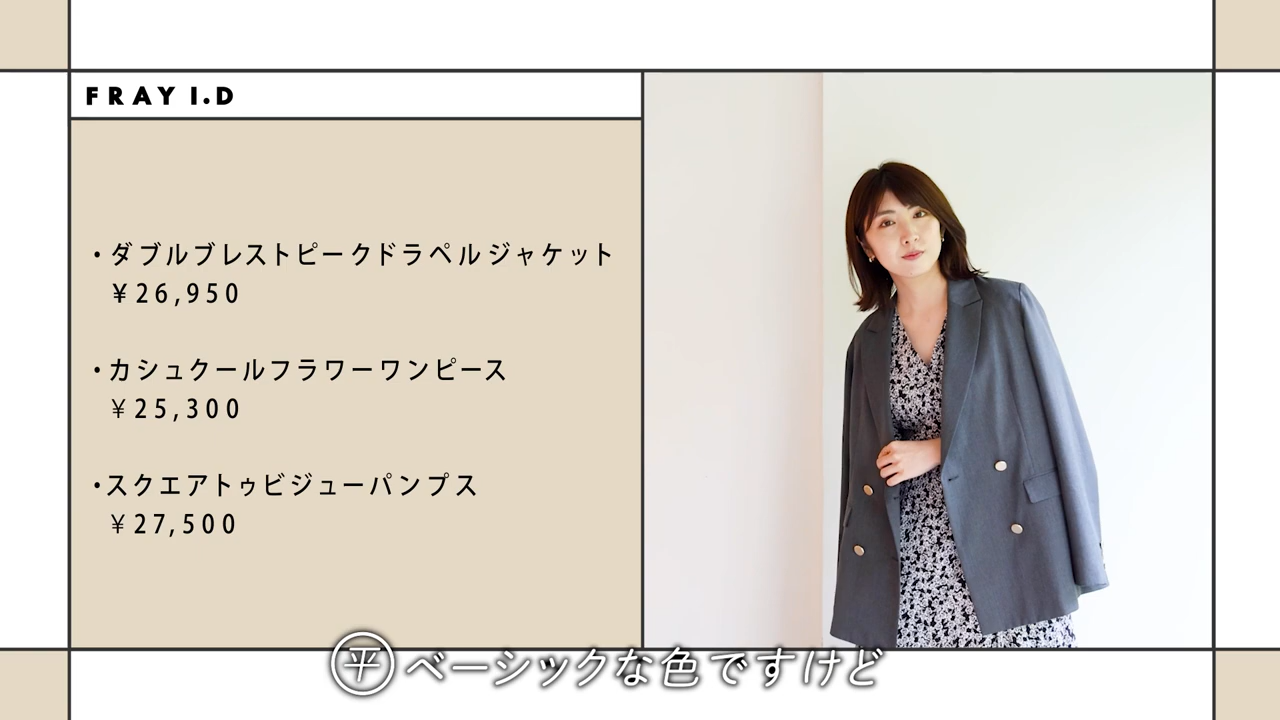 FRAY I.D
・ダブルブレストピークドラペルジャケット
¥26,950
・カシュクールフラワーワンピース
¥25,300
・スクエアトゥビジューパンプス
¥27,500
㊥ベーシックな色ですけど